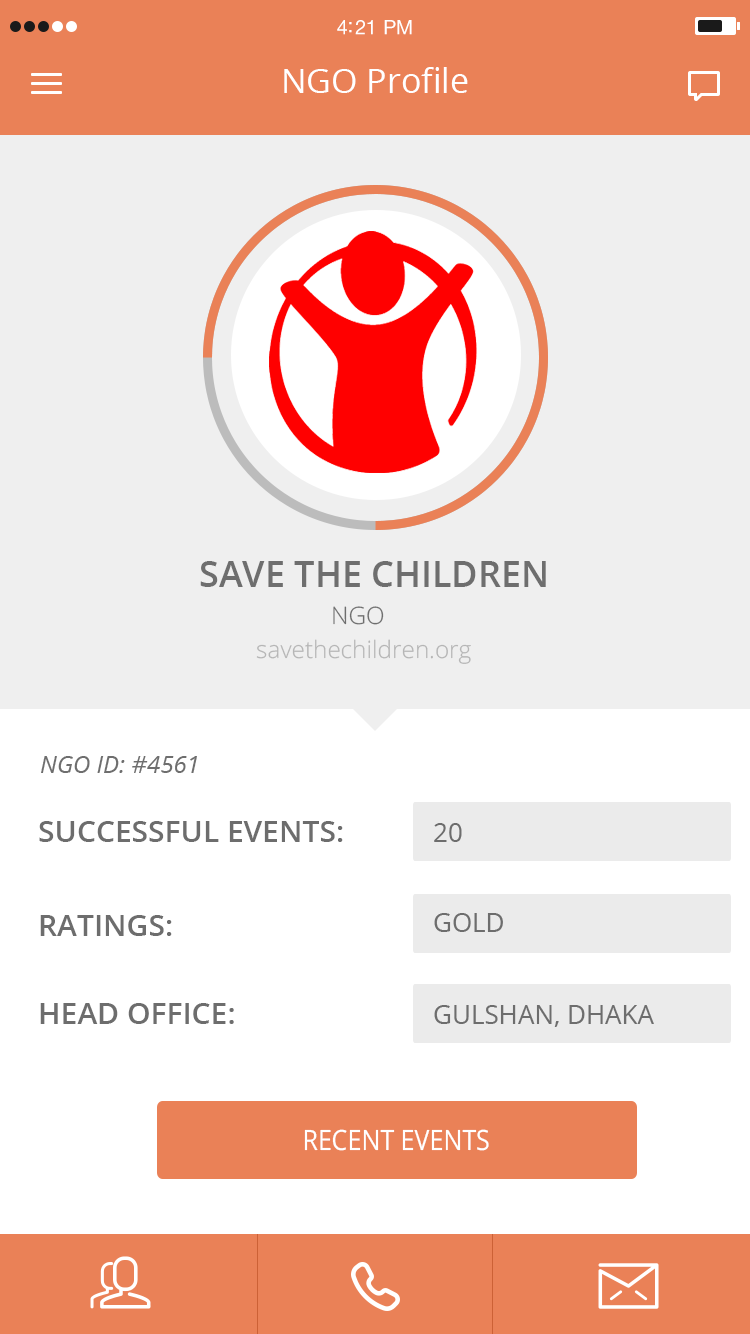 4:21 PM
NGO Profile
SAVE THE CHILDREN
NGO
savethechildren.org
NGO ID: #4561
SUCCESSFUL EVENTS: 20
RATINGS: GOLD
HEAD OFFICE: GULSHAN, DHAKA
RECENT EVENTS